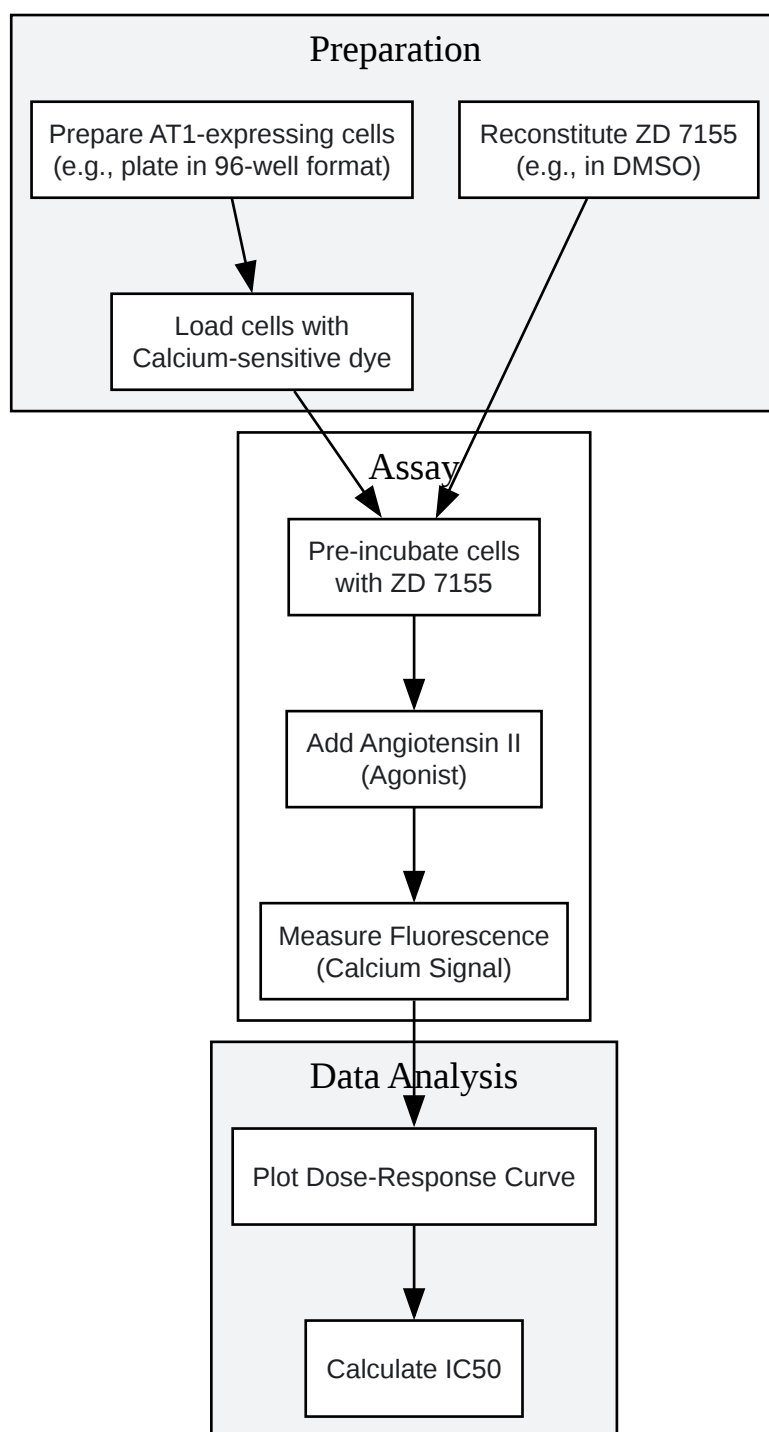 Preparation
Prepare AT1-expressing cells
(e.g., plate in 96-well format)
Reconstitute ZD 7155
(e.g., in DMSO)
Load cells with
Calcium-sensitive dye
Assay
Pre-incubate cells
with ZD 7155
Add Angiotensin II
(Agonist)
Measure Fluorescence
(Calcium Signal)
Data Analysis
Plot Dose-Response Curve
Calculate IC50